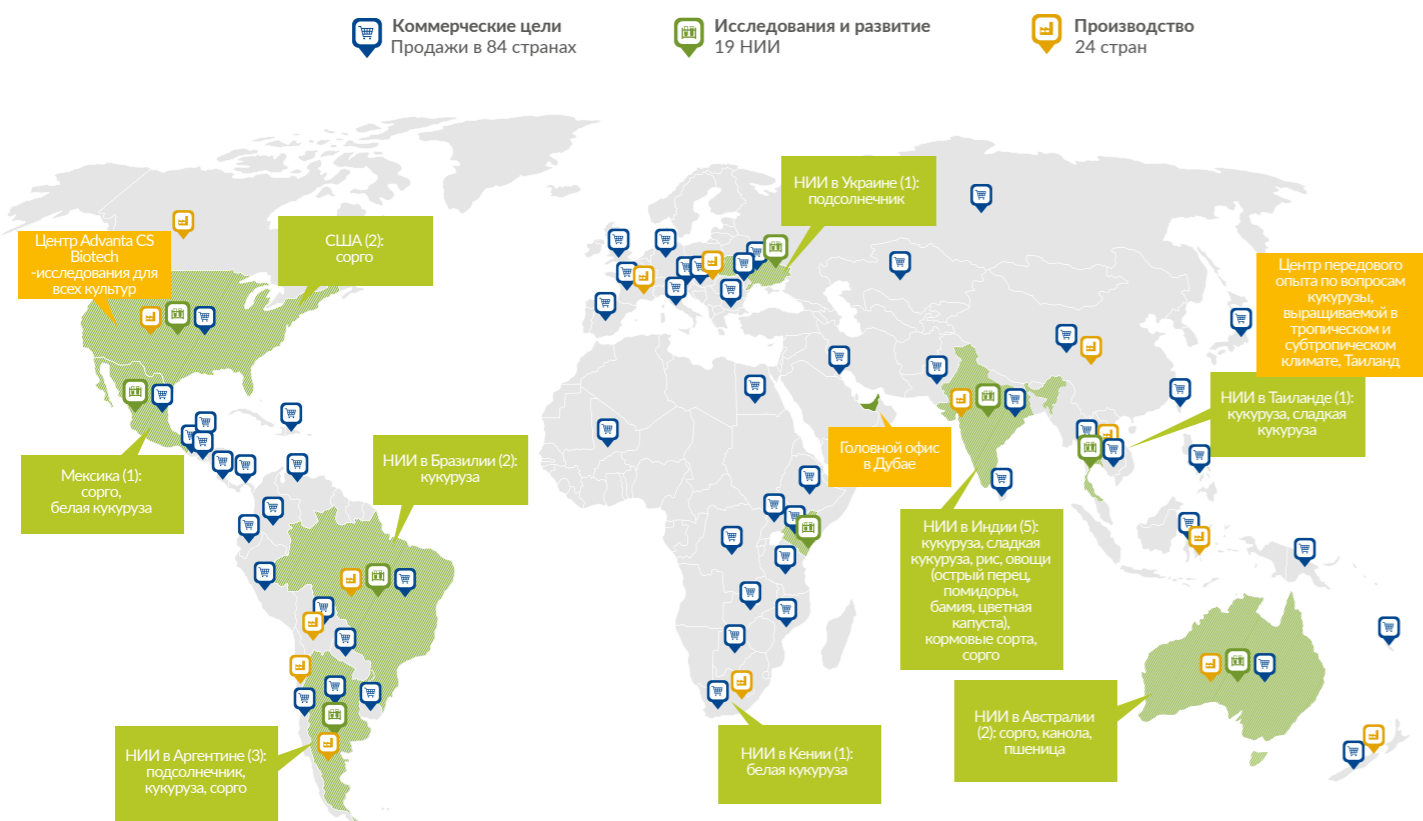 Коммерческие цели
Продажи в 84 странах
Исследования и развитие
19 НИИ
Производство
24 стран
НИИ в Украине (1):
подсолнечник
США (2):
сорго
Центр Advanta CS
Biotech
-исследования для
всех культур
Центр передового
опыта по вопросам
кукурузы,
выращиваемой в
тропическом и
субтропическом
климате, Таиланд
НИИ в Таиланде (1):
кукуруза, сладкая
кукуруза
Головной офис
в Дубае
НИИ в Бразилии (2):
кукуруза
Мексика (1):
сорго,
белая кукуруза
НИИ в Индии (5):
кукуруза, сладкая
кукуруза, рис, овощи
(острый перец,
помидоры,
бамия, цветная
капуста),
кормовые сорта,
сорго
НИИ в Австралии
(2): сорго, канола,
пшеница
НИИ в Аргентине (3):
подсолнечник,
кукуруза, сорго
НИИ в Кении (1):
белая кукуруза